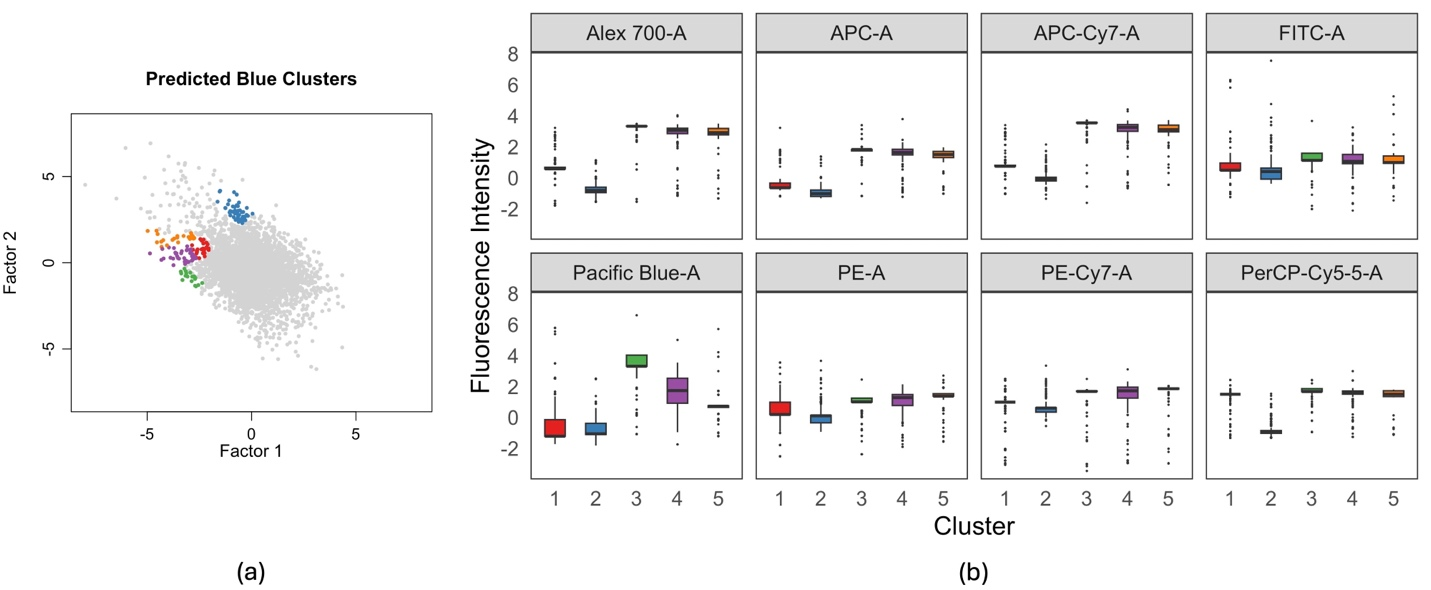 Predicted Blue Clusters
5
0
-5
Factor 2
-5 0 5
Factor 1
(a)
Alex 700-A APC-A APC-Cy7-A FITC-A
8
6
4
2
0
-2
Pacific Blue-A PE-A PE-Cy7-A PerCP-Cy5-5-A
8
6
4
2
0
-2
Fluorescence Intensity
1 2 3 4 5 1 2 3 4 5 1 2 3 4 5 1 2 3 4 5
Cluster
(b)